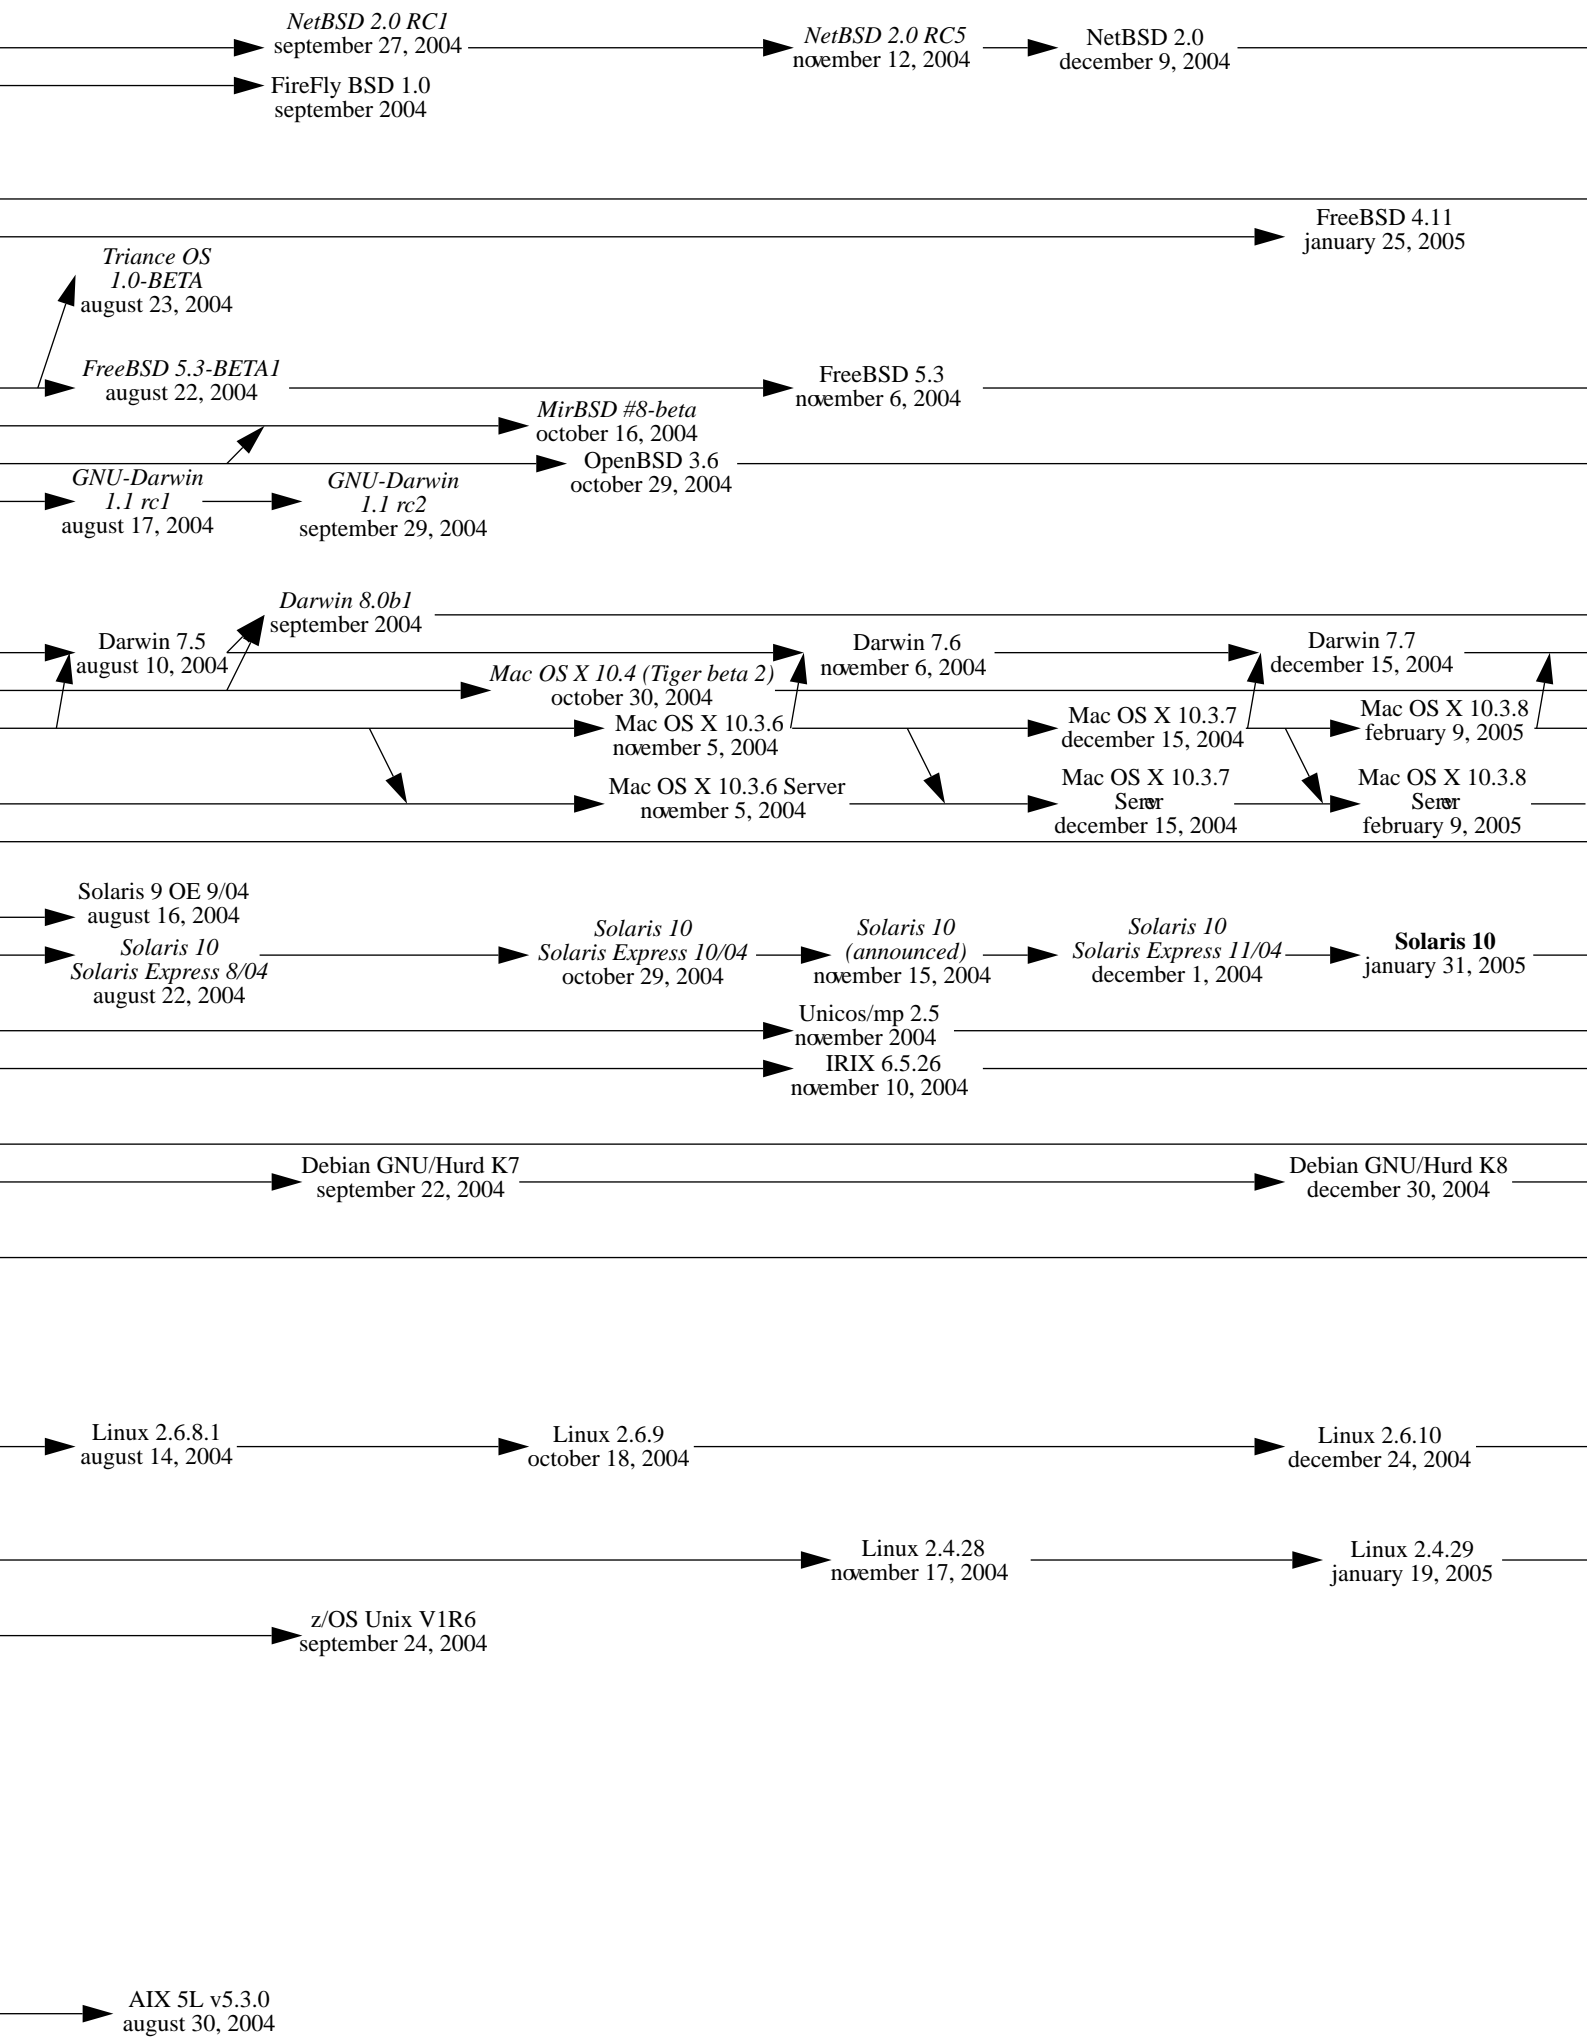 NetBSD 2.0 RC1
september 27, 2004
NetBSD 2.0 RC5
november 12, 2004
NetBSD 2.0
december 9, 2004
FireFly BSD 1.0
september 2004
FreeBSD 4.11
january 25, 2005
Triance OS
1.0-BETA
august 23, 2004
FreeBSD 5.3-BETA1
august 22, 2004
FreeBSD 5.3
november 6, 2004
MirBSD #8-beta
october 16, 2004
OpenBSD 3.6
october 29, 2004
GNU-Darwin
1.1 rc1
august 17, 2004
GNU-Darwin
1.1 rc2
september 29, 2004
Darwin 8.0b1
september 2004
Darwin 7.5
august 10, 2004
Darwin 7.6
november 6, 2004
Darwin 7.7
december 15, 2004
Mac OS X 10.4 (Tiger beta 2)
october 30, 2004
Mac OS X 10.3.6
november 5, 2004
Mac OS X 10.3.7
december 15, 2004
Mac OS X 10.3.8
february 9, 2005
Mac OS X 10.3.6 Server
november 5, 2004
Mac OS X 10.3.7
Server
december 15, 2004
Mac OS X 10.3.8
Server
february 9, 2005
Solaris 9 OE 9/04
august 16, 2004
Solaris 10
Solaris Express 8/04
august 22, 2004
Solaris 10
Solaris Express 10/04
october 29, 2004
Solaris 10
(announced)
november 15, 2004
Solaris 10
Solaris Express 11/04
december 1, 2004
Solaris 10
january 31, 2005
Unicos/mp 2.5
november 2004
IRIX 6.5.26
november 10, 2004
Debian GNU/Hurd K7
september 22, 2004
Debian GNU/Hurd K8
december 30, 2004
Linux 2.6.8.1
august 14, 2004
Linux 2.6.9
october 18, 2004
Linux 2.6.10
december 24, 2004
Linux 2.4.28
november 17, 2004
Linux 2.4.29
january 19, 2005
z/OS Unix V1R6
september 24, 2004
AIX 5L v5.3.0
august 30, 2004